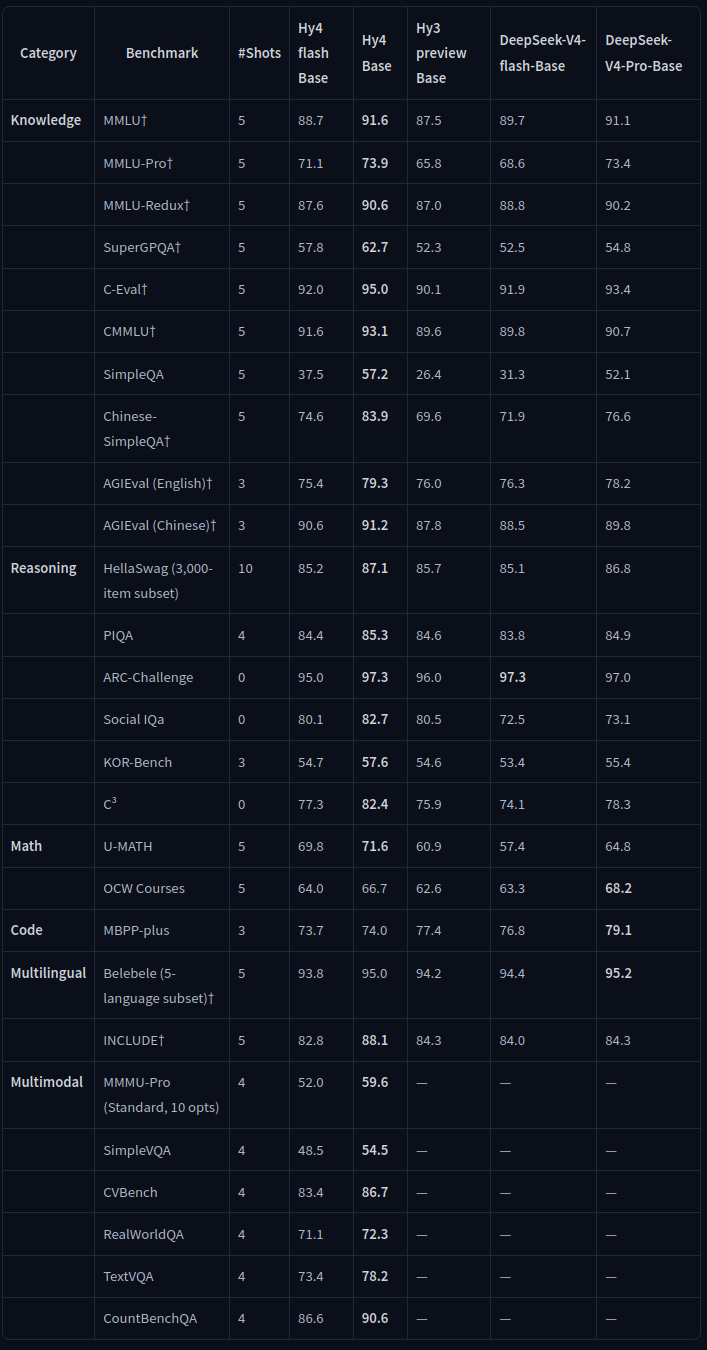 Category Benchmark #Shots Hy4 flash Base Hy4 Base Hy3 preview Base DeepSeek-V4-flash-Base DeepSeek-V4-Pro-Base
Knowledge MMLU† 5 88.7 91.6 87.5 89.7 91.1
MMLU-Pro† 5 71.1 73.9 65.8 68.6 73.4
MMLU-Redux† 5 87.6 90.6 87.0 88.8 90.2
SuperGPQA† 5 57.8 62.7 52.3 52.5 54.8
C-Eval† 5 92.0 95.0 90.1 91.9 93.4
CMMLU† 5 91.6 93.1 89.6 89.8 90.7
SimpleQA 5 37.5 57.2 26.4 31.3 52.1
Chinese-SimpleQA† 5 74.6 83.9 69.6 71.9 76.6
AGIEval (English)† 3 75.4 79.3 76.0 76.3 78.2
AGIEval (Chinese)† 3 90.6 91.2 87.8 88.5 89.8
Reasoning HellaSwag (3,000-item subset) 10 85.2 87.1 85.7 85.1 86.8
PIQA 4 84.4 85.3 84.6 83.8 84.9
ARC-Challenge 0 95.0 97.3 96.0 97.3 97.0
Social IQa 0 80.1 82.7 80.5 72.5 73.1
KOR-Bench 3 54.7 57.6 54.6 53.4 55.4
C³ 0 77.3 82.4 75.9 74.1 78.3
Math U-MATH 5 69.8 71.6 60.9 57.4 64.8
OCW Courses 5 64.0 66.7 62.6 63.3 68.2
Code MBPP-plus 3 73.7 74.0 77.4 76.8 79.1
Multilingual Belebele (5-language subset)† 5 93.8 95.0 94.2 94.4 95.2
INCLUDE† 5 82.8 88.1 84.3 84.0 84.3
Multimodal MMMU-Pro (Standard, 10 opts) 4 52.0 59.6 — — —
SimpleVQA 4 48.5 54.5 — — —
CVBench 4 83.4 86.7 — — —
RealWorldQA 4 71.1 72.3 — — —
TextVQA 4 73.4 78.2 — — —
CountBenchQA 4 86.6 90.6 — — —